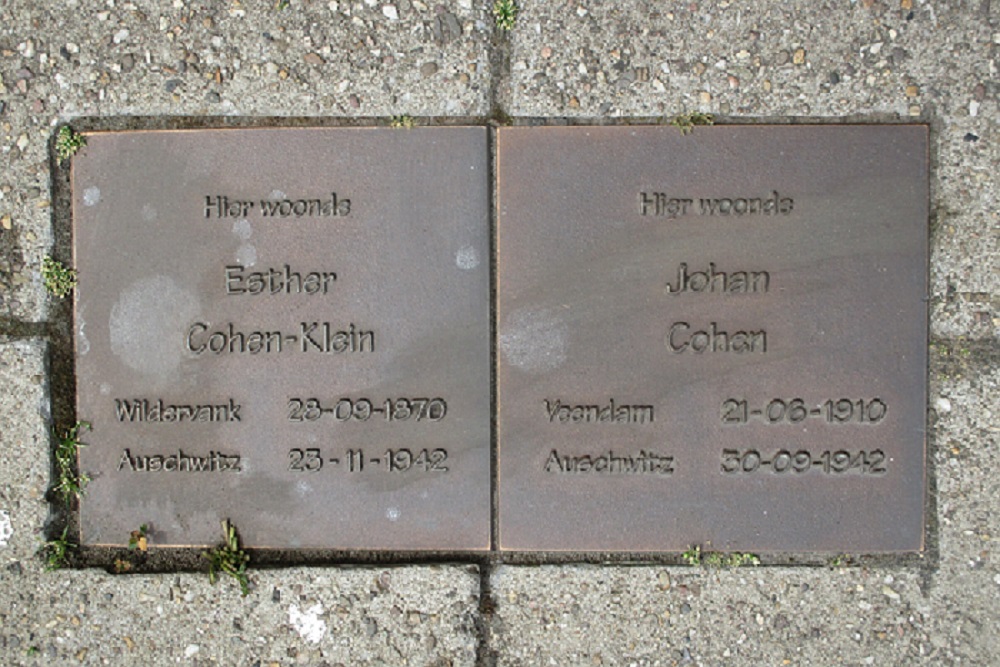 Hier woonde
Esther
Cohen-Klein
Wildervank 28-09-1870
Auschwitz 23-11-1942
Hier woonde
Johan
Cohen
Veendam 21-06-1910
Auschwitz 30-09-1942